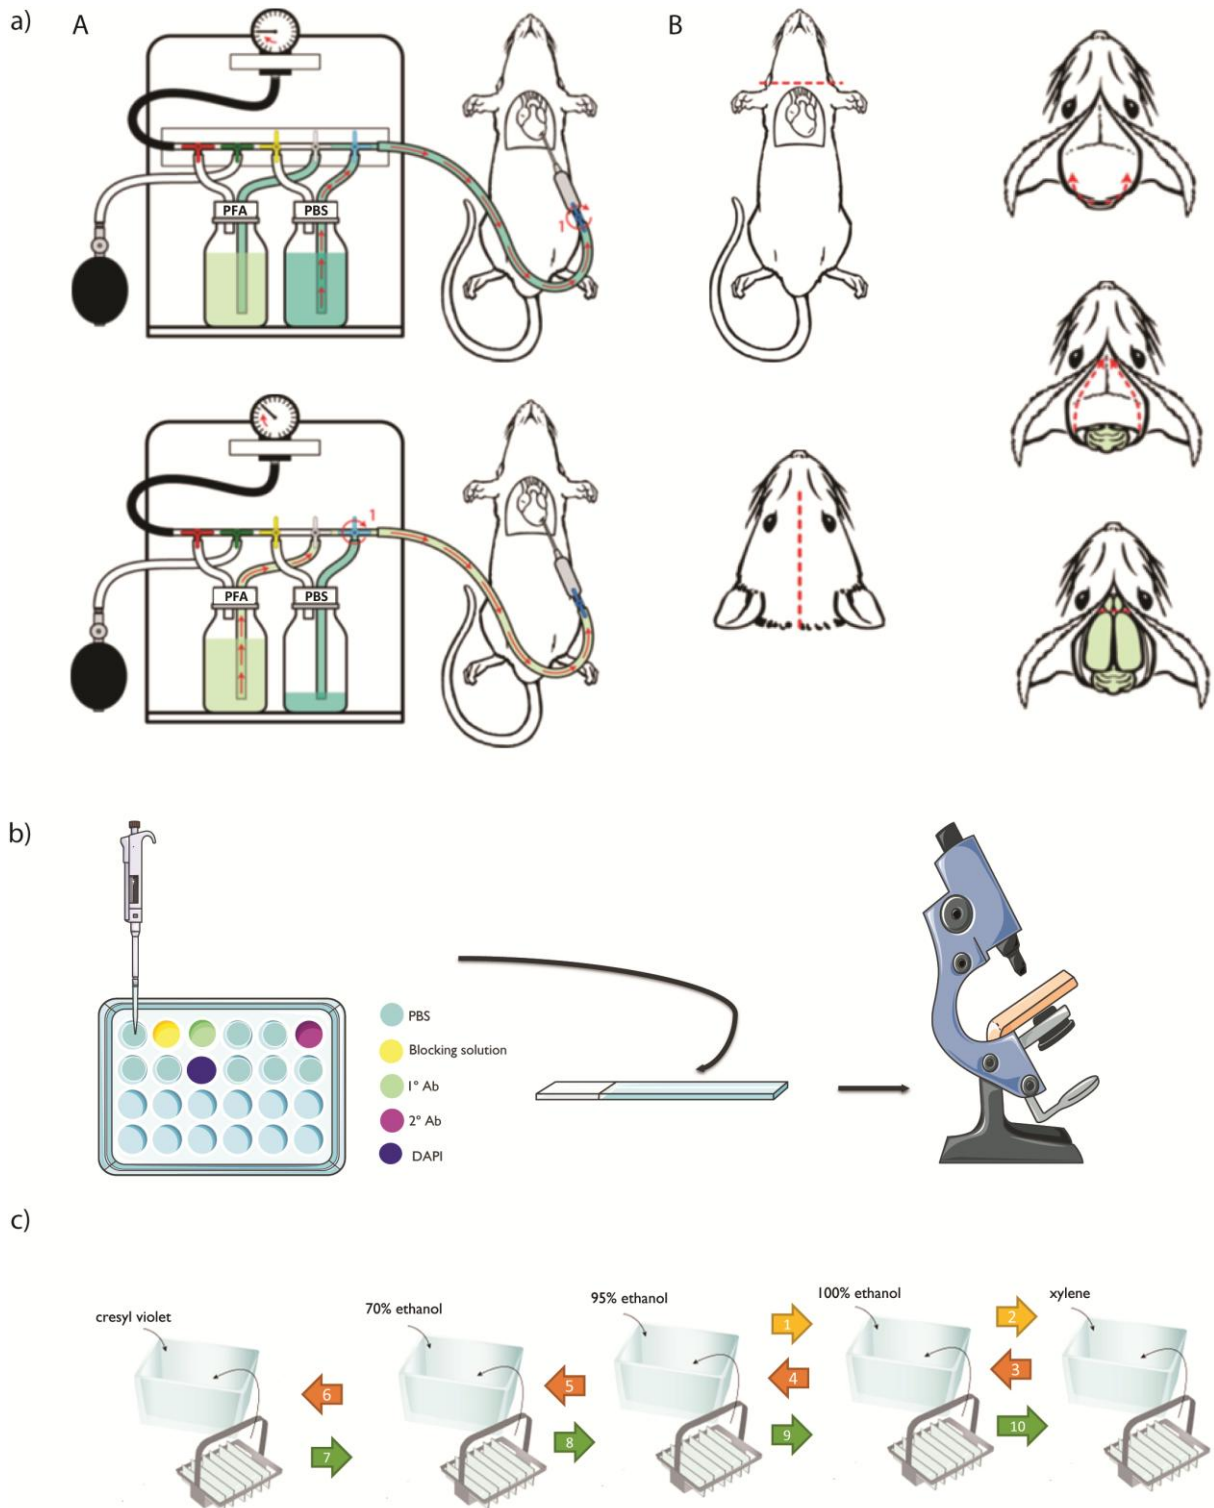 a)
A
B
PFA
PBS
1
1
PFA
PBS
b)
PBS
Blocking solution
1° Ab
2° Ab
DAPI
c)
cresyl violet
70% ethanol
95% ethanol
100% ethanol
xylene
1
2
6
5
4
3
7
8
9
10